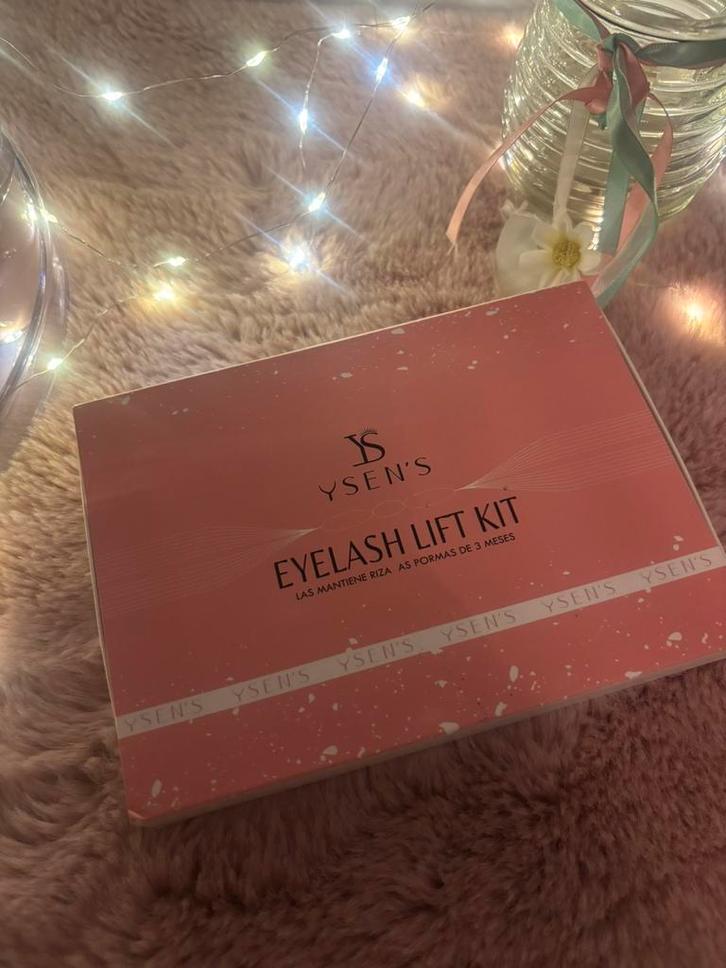 YS
YSEN'S
EYELASH LIFT KIT
LAS MANTIENE RIZA AS PORMAS DE 3 MESES
YSEN'S YSEN'S YSEN'S YSEN'S YSEN'S YSEN'S